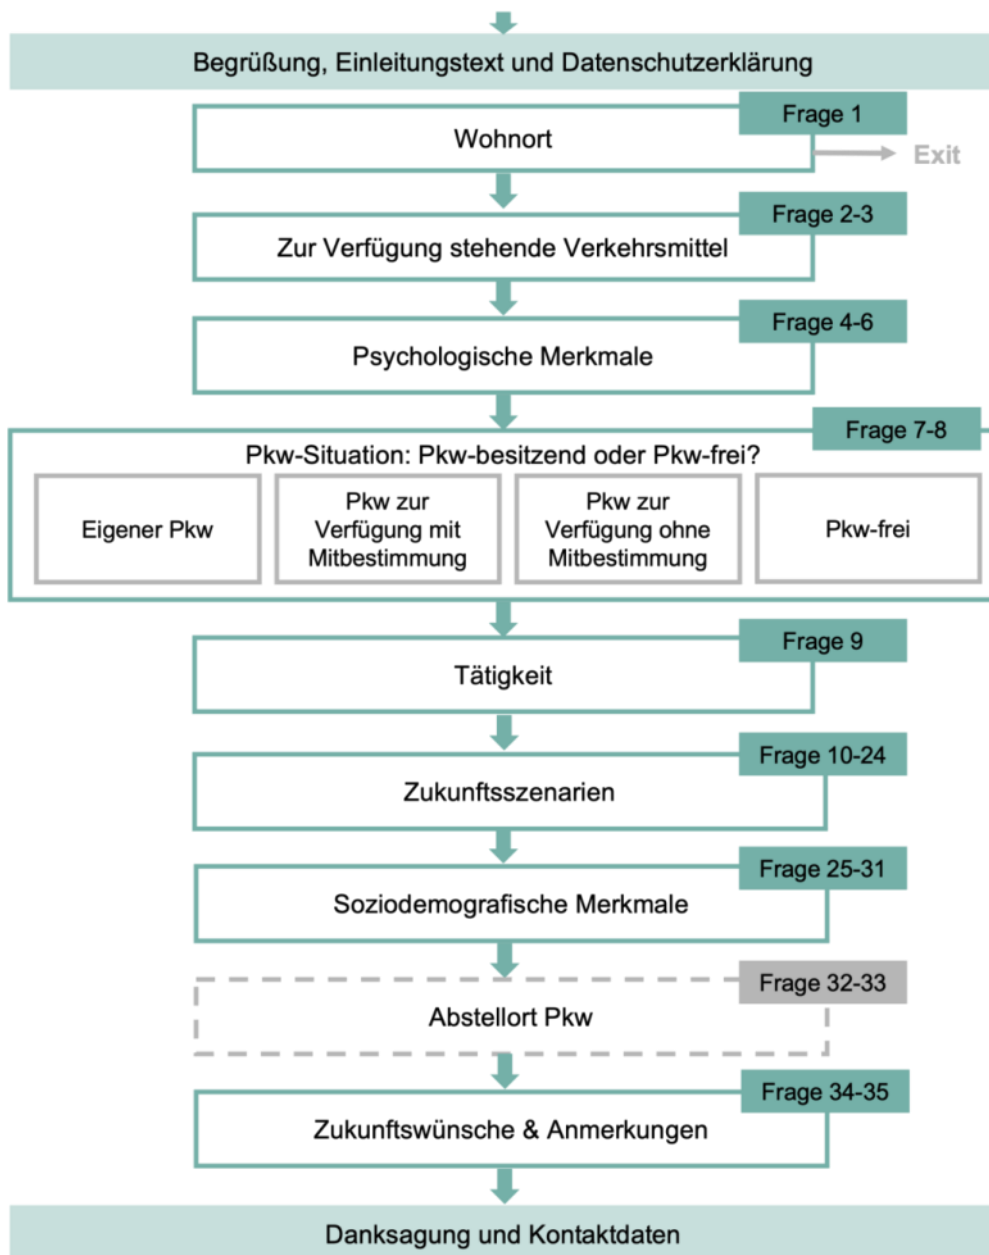 Begrüßung, Einleitungstext und Datenschutzerklärung
Frage 1
Wohnort
Exit
Frage 2-3
Zur Verfügung stehende Verkehrsmittel
Frage 4-6
Psychologische Merkmale
Frage 7-8
Pkw-Situation: Pkw-besitzend oder Pkw-frei?
Eigener Pkw
Pkw zur
Verfügung mit
Mitbestimmung
Pkw zur
Verfügung ohne
Mitbestimmung
Pkw-frei
Frage 9
Tätigkeit
Frage 10-24
Zukunftsszenarien
Frage 25-31
Soziodemografische Merkmale
Frage 32-33
Abstellort Pkw
Frage 34-35
Zukunftswünsche & Anmerkungen
Danksagung und Kontaktdaten